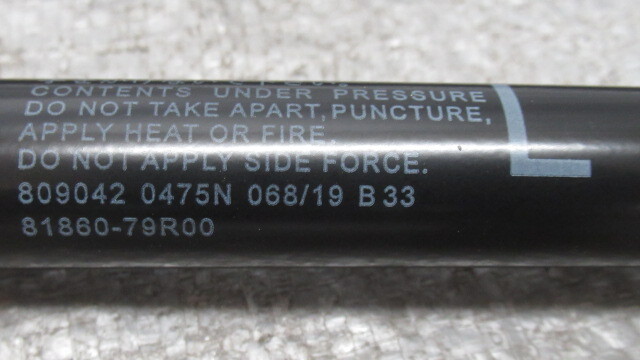 CONTENTS UNDER PRESSURE
DO NOT TAKE APART, PUNCTURE,
APPLY HEAT OR FIRE.
DO NOT APPLY SIDE FORCE.
809042 0475N 068/19 B 33
81860-79R00
L